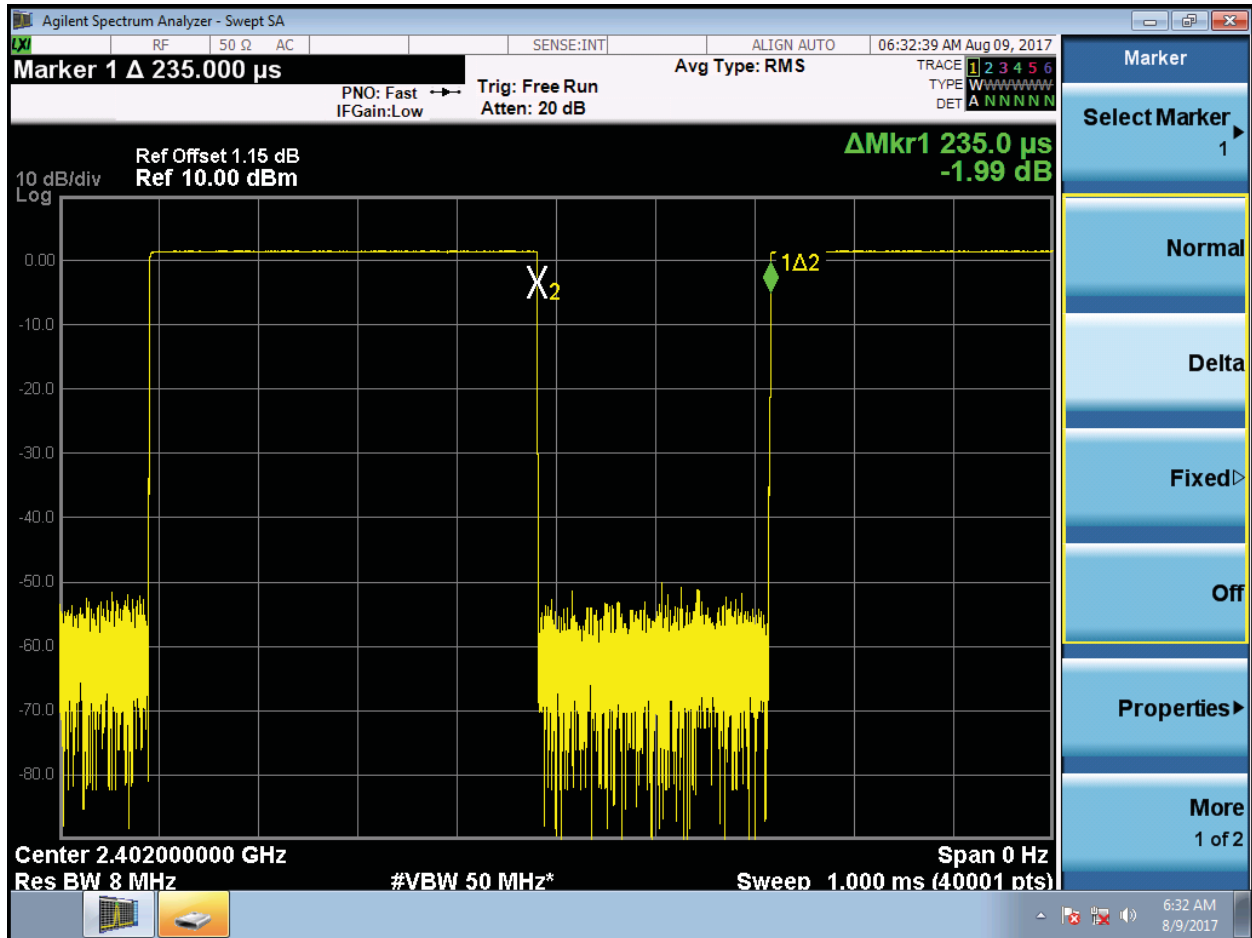 Agilent Spectrum Analyzer - Swept SA
LXI RF 50 Ω AC SENSE:INT ALIGN AUTO 06:32:39 AM Aug 09, 2017
Marker 1 Δ 235.000 µs
PNO: Fast
IFGain:Low
Trig: Free Run
Atten: 20 dB
Avg Type: RMS
TRACE 1 2 3 4 5 6
TYPE WWWWWW
DET A N N N N N
ΔMkr1 235.0 µs
-1.99 dB
Ref Offset 1.15 dB
10 dB/div Ref 10.00 dBm
Log
0.00
-10.0
-20.0
-30.0
-40.0
-50.0
-60.0
-70.0
-80.0
X2
1Δ2
Center 2.402000000 GHz Span 0 Hz
Res BW 8 MHz #VBW 50 MHz* Sweep 1.000 ms (40001 pts)
Marker
Select Marker
1
Normal
Delta
Fixed
Off
Properties
More
1 of 2
6:32 AM
8/9/2017